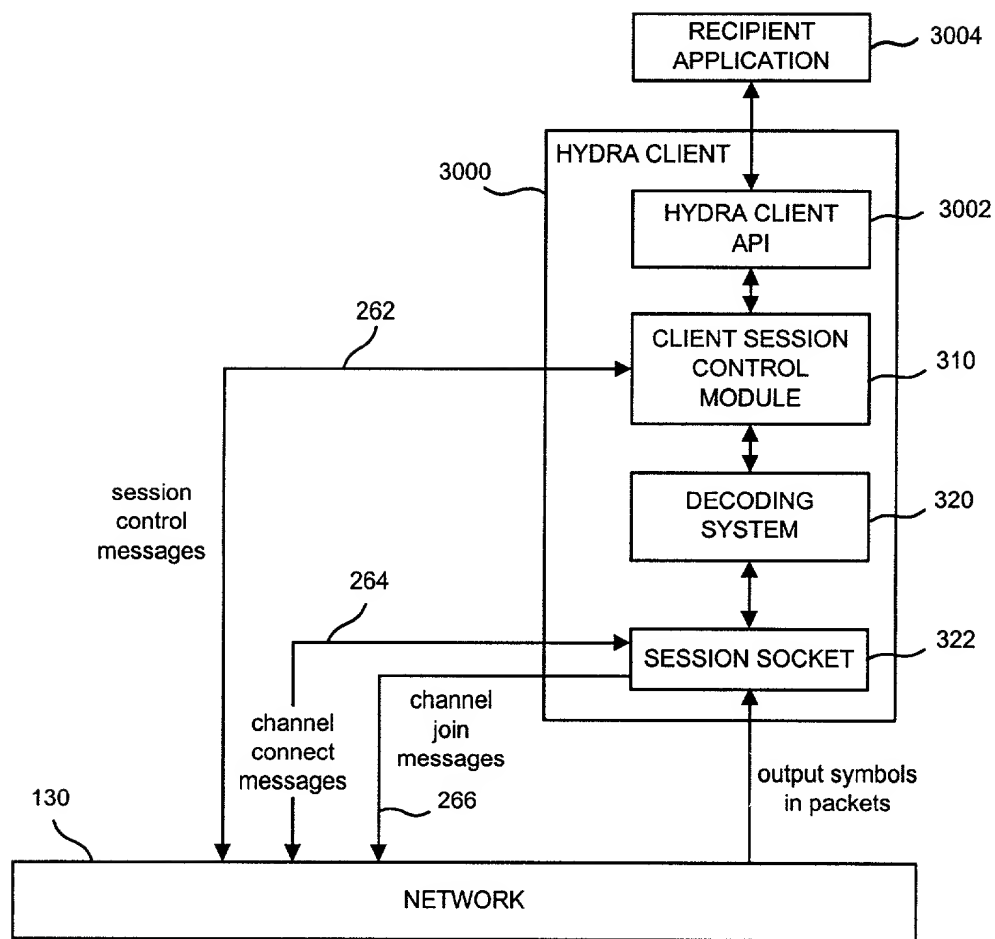 RECIPIENT
APPLICATION
3004
HYDRA CLIENT
3000
HYDRA CLIENT
API
3002
262
CLIENT SESSION
CONTROL
MODULE
310
session
control
messages
DECODING
SYSTEM
320
264
SESSION SOCKET
322
channel
connect
messages
channel
join
messages
266
output symbols
in packets
130
NETWORK